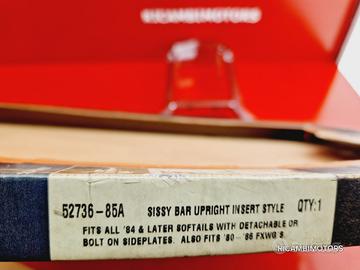 RICAMBIMOTORS
52736-85A SISSY BAR UPRIGHT INSERT STYLE QTY:1
FITS ALL '84 & LATER SOFTAILS WITH DETACHABLE OR
BOLT ON SIDEPLATES. ALSO FITS '80-'86 FXWG'S
RICAMBIMOTORS